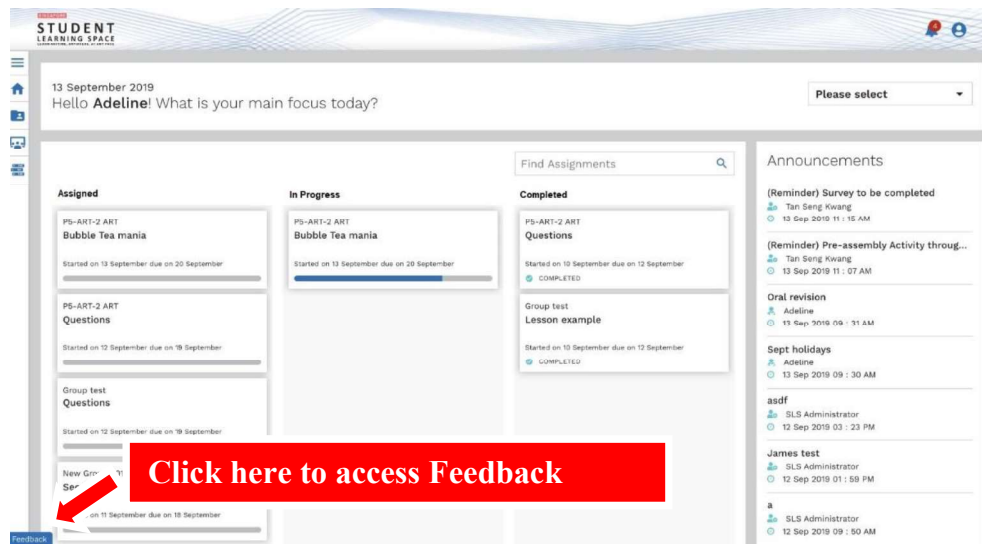 SINGAPORE
STUDENT
LEARNING SPACE
4
13 September 2019
Hello Adeline! What is your main focus today?
Please select
Find Assignments
Assigned
P5-ART-2 ART
Bubble Tea mania
Started on 13 September due on 20 September
P5-ART-2 ART
Questions
Started on 12 September due on 19 September
Group test
Questions
Started on 12 September due on 19 September
New
on 11 September due on 18 September
In Progress
P5-ART-2 ART
Bubble Tea mania
Started on 13 September due on 20 September
Completed
P5-ART-2 ART
Questions
Started on 10 September due on 12 September
COMPLETED
Group test
Lesson example
Started on 10 September due on 12 September
COMPLETED
Click here to access Feedback
Feedback
Announcements
(Reminder) Survey to be completed
Tan Seng Kwang
13 Sep 2019 11 : 15 AM
(Reminder) Pre-assembly Activity throug...
Tan Seng Kwang
13 Sep 2019 11 : 07 AM
Oral revision
Adeline
13 Sep 2019 09 : 31 AM
Sept holidays
Adeline
13 Sep 2019 09 : 30 AM
asdf
SLS Administrator
12 Sep 2019 03 : 23 PM
James test
SLS Administrator
12 Sep 2019 01 : 59 PM
a
SLS Administrator
12 Sep 2019 09 : 50 AM